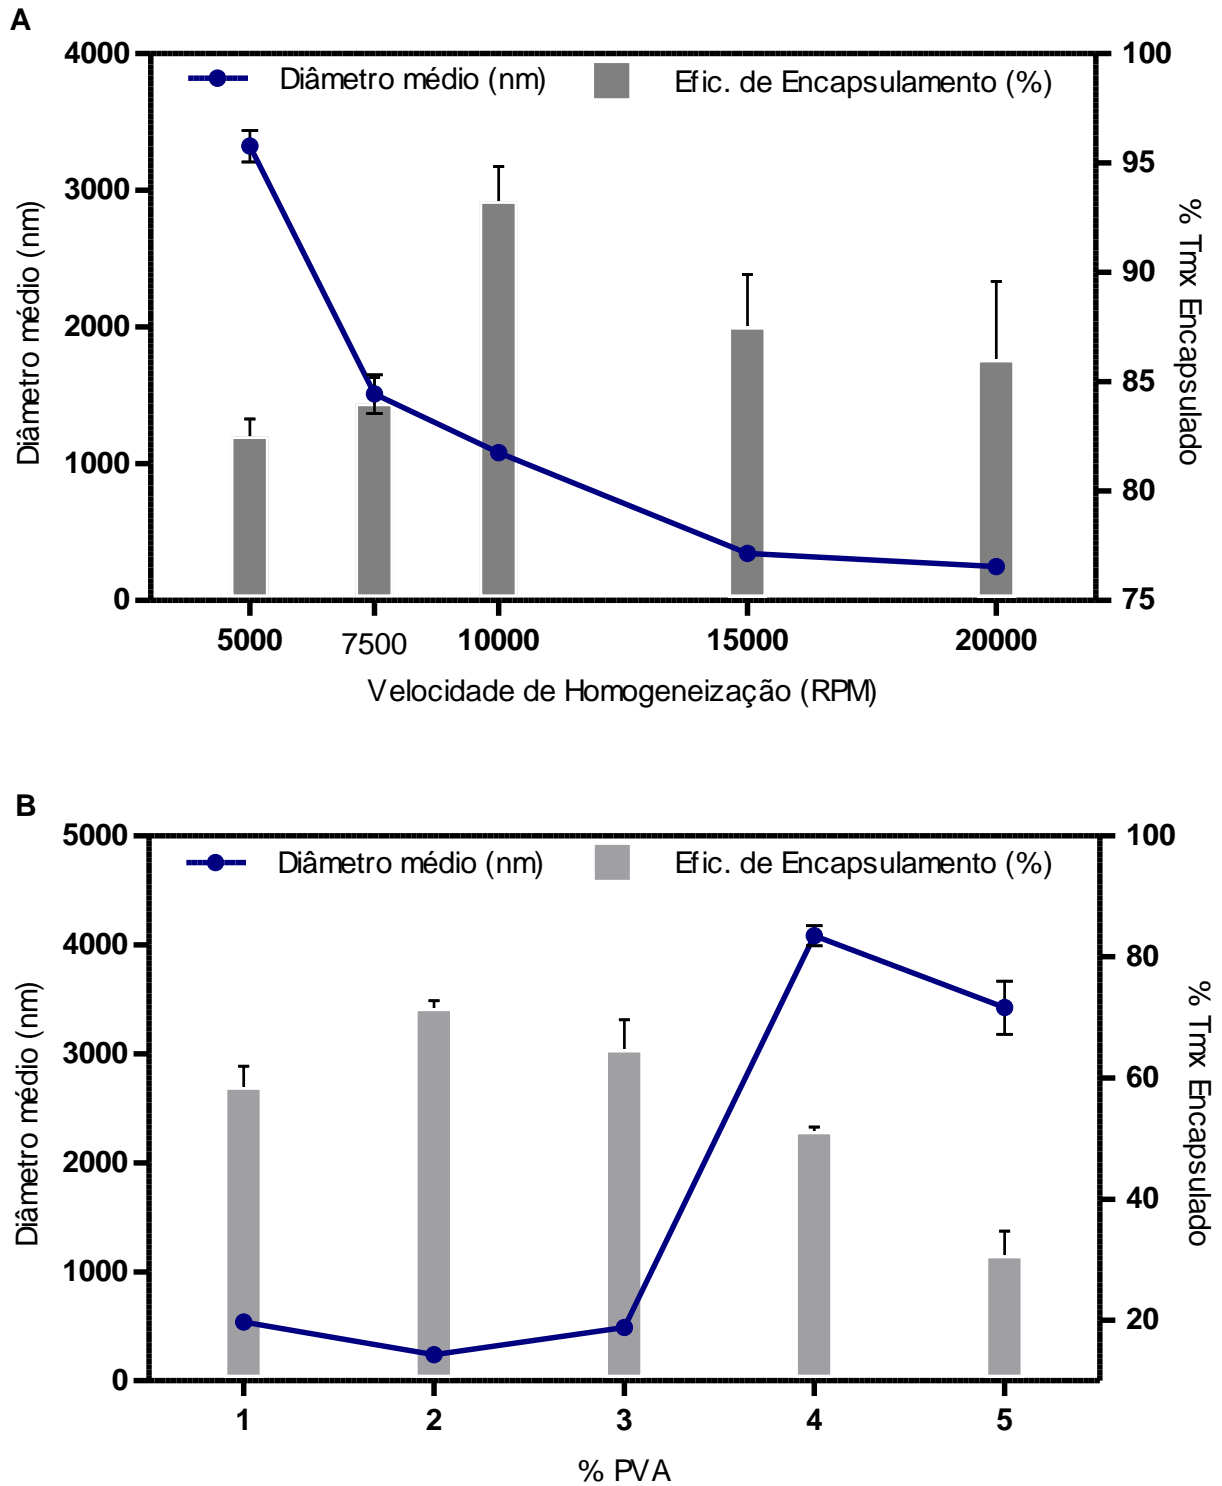 A
4000
3000
2000
1000
0
Diâmetro médio (nm)
Diâmetro médio (nm)
Efic. de Encapsulamento (%)
100
95
90
85
80
75
% Tmx Encapsulado
5000
7500
10000
15000
20000
Velocidade de Homogeneização (RPM)
B
5000
4000
3000
2000
1000
0
Diâmetro médio (nm)
Diâmetro médio (nm)
Efic. de Encapsulamento (%)
100
80
60
40
20
% Tmx Encapsulado
1
2
3
4
5
% PVA